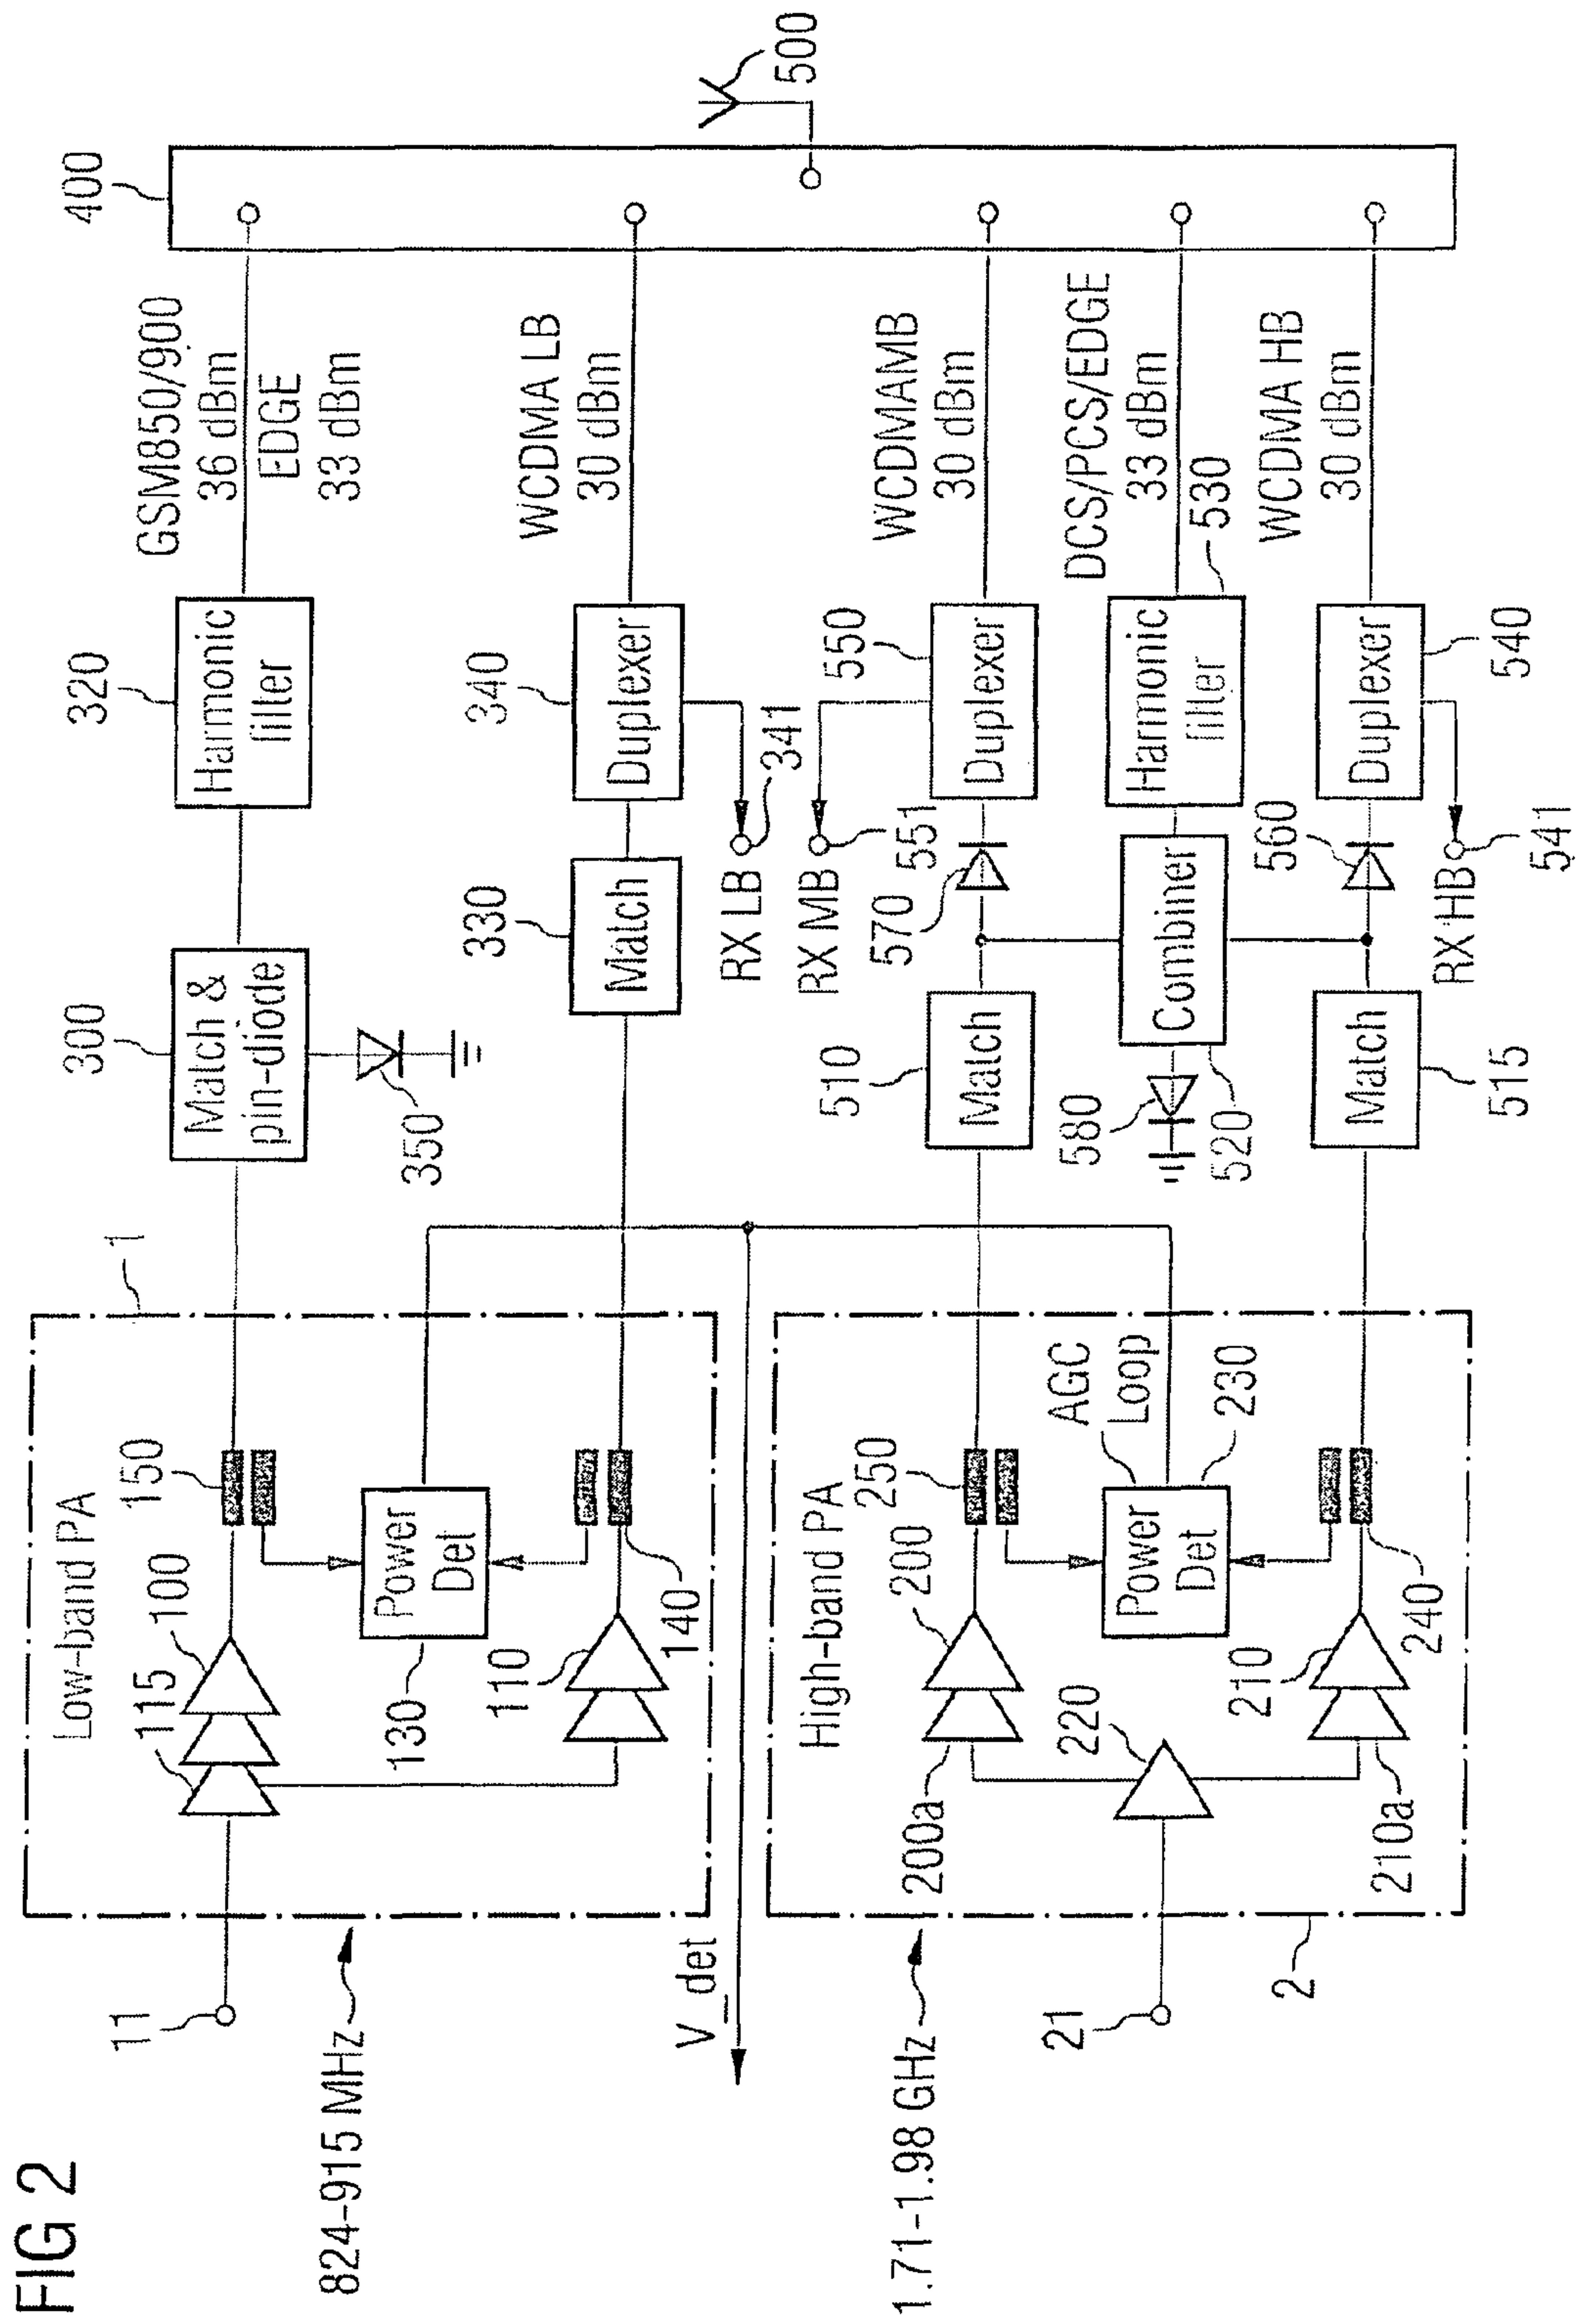 FIG 2
824-915 MHz
11
Low-band PA
1
115
100
150
130
Power
Det
110
140
300
Match &
pin-diode
350
320
Harmonic
filter
GSM850/900
36 dBm
EDGE
33 dBm
400
330
Match
340
Duplexer
RX LB
341
WCDMA LB
30 dBm
500
V_det
1.71-1.98 GHz
21
2
High-band PA
200a
200
250
220
AGC
Loop
Power
Det
230
210a
210
240
510
Match
570
RX MB
551
550
Duplexer
WCDMAMB
30 dBm
580
520
Combiner
Harmonic
filter
530
DCS/PCS/EDGE
33 dBm
Match
515
560
RX HB
541
Duplexer
540
WCDMA HB
30 dBm